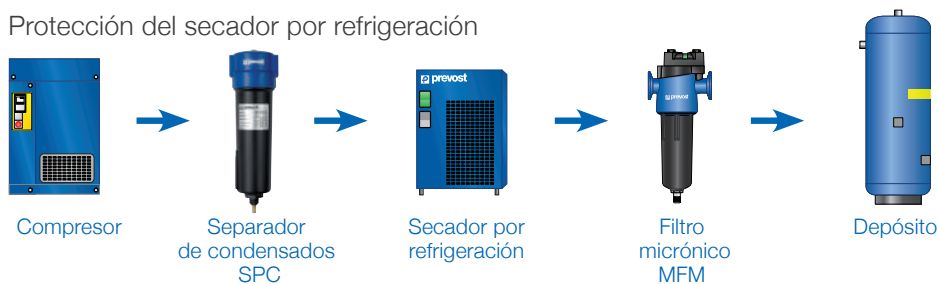 Protección del secador por refrigeración
prevost
prevost
Compresor
Separador
de condensados
SPC
Secador por
refrigeración
Filtro
micrónico
MFM
Depósito